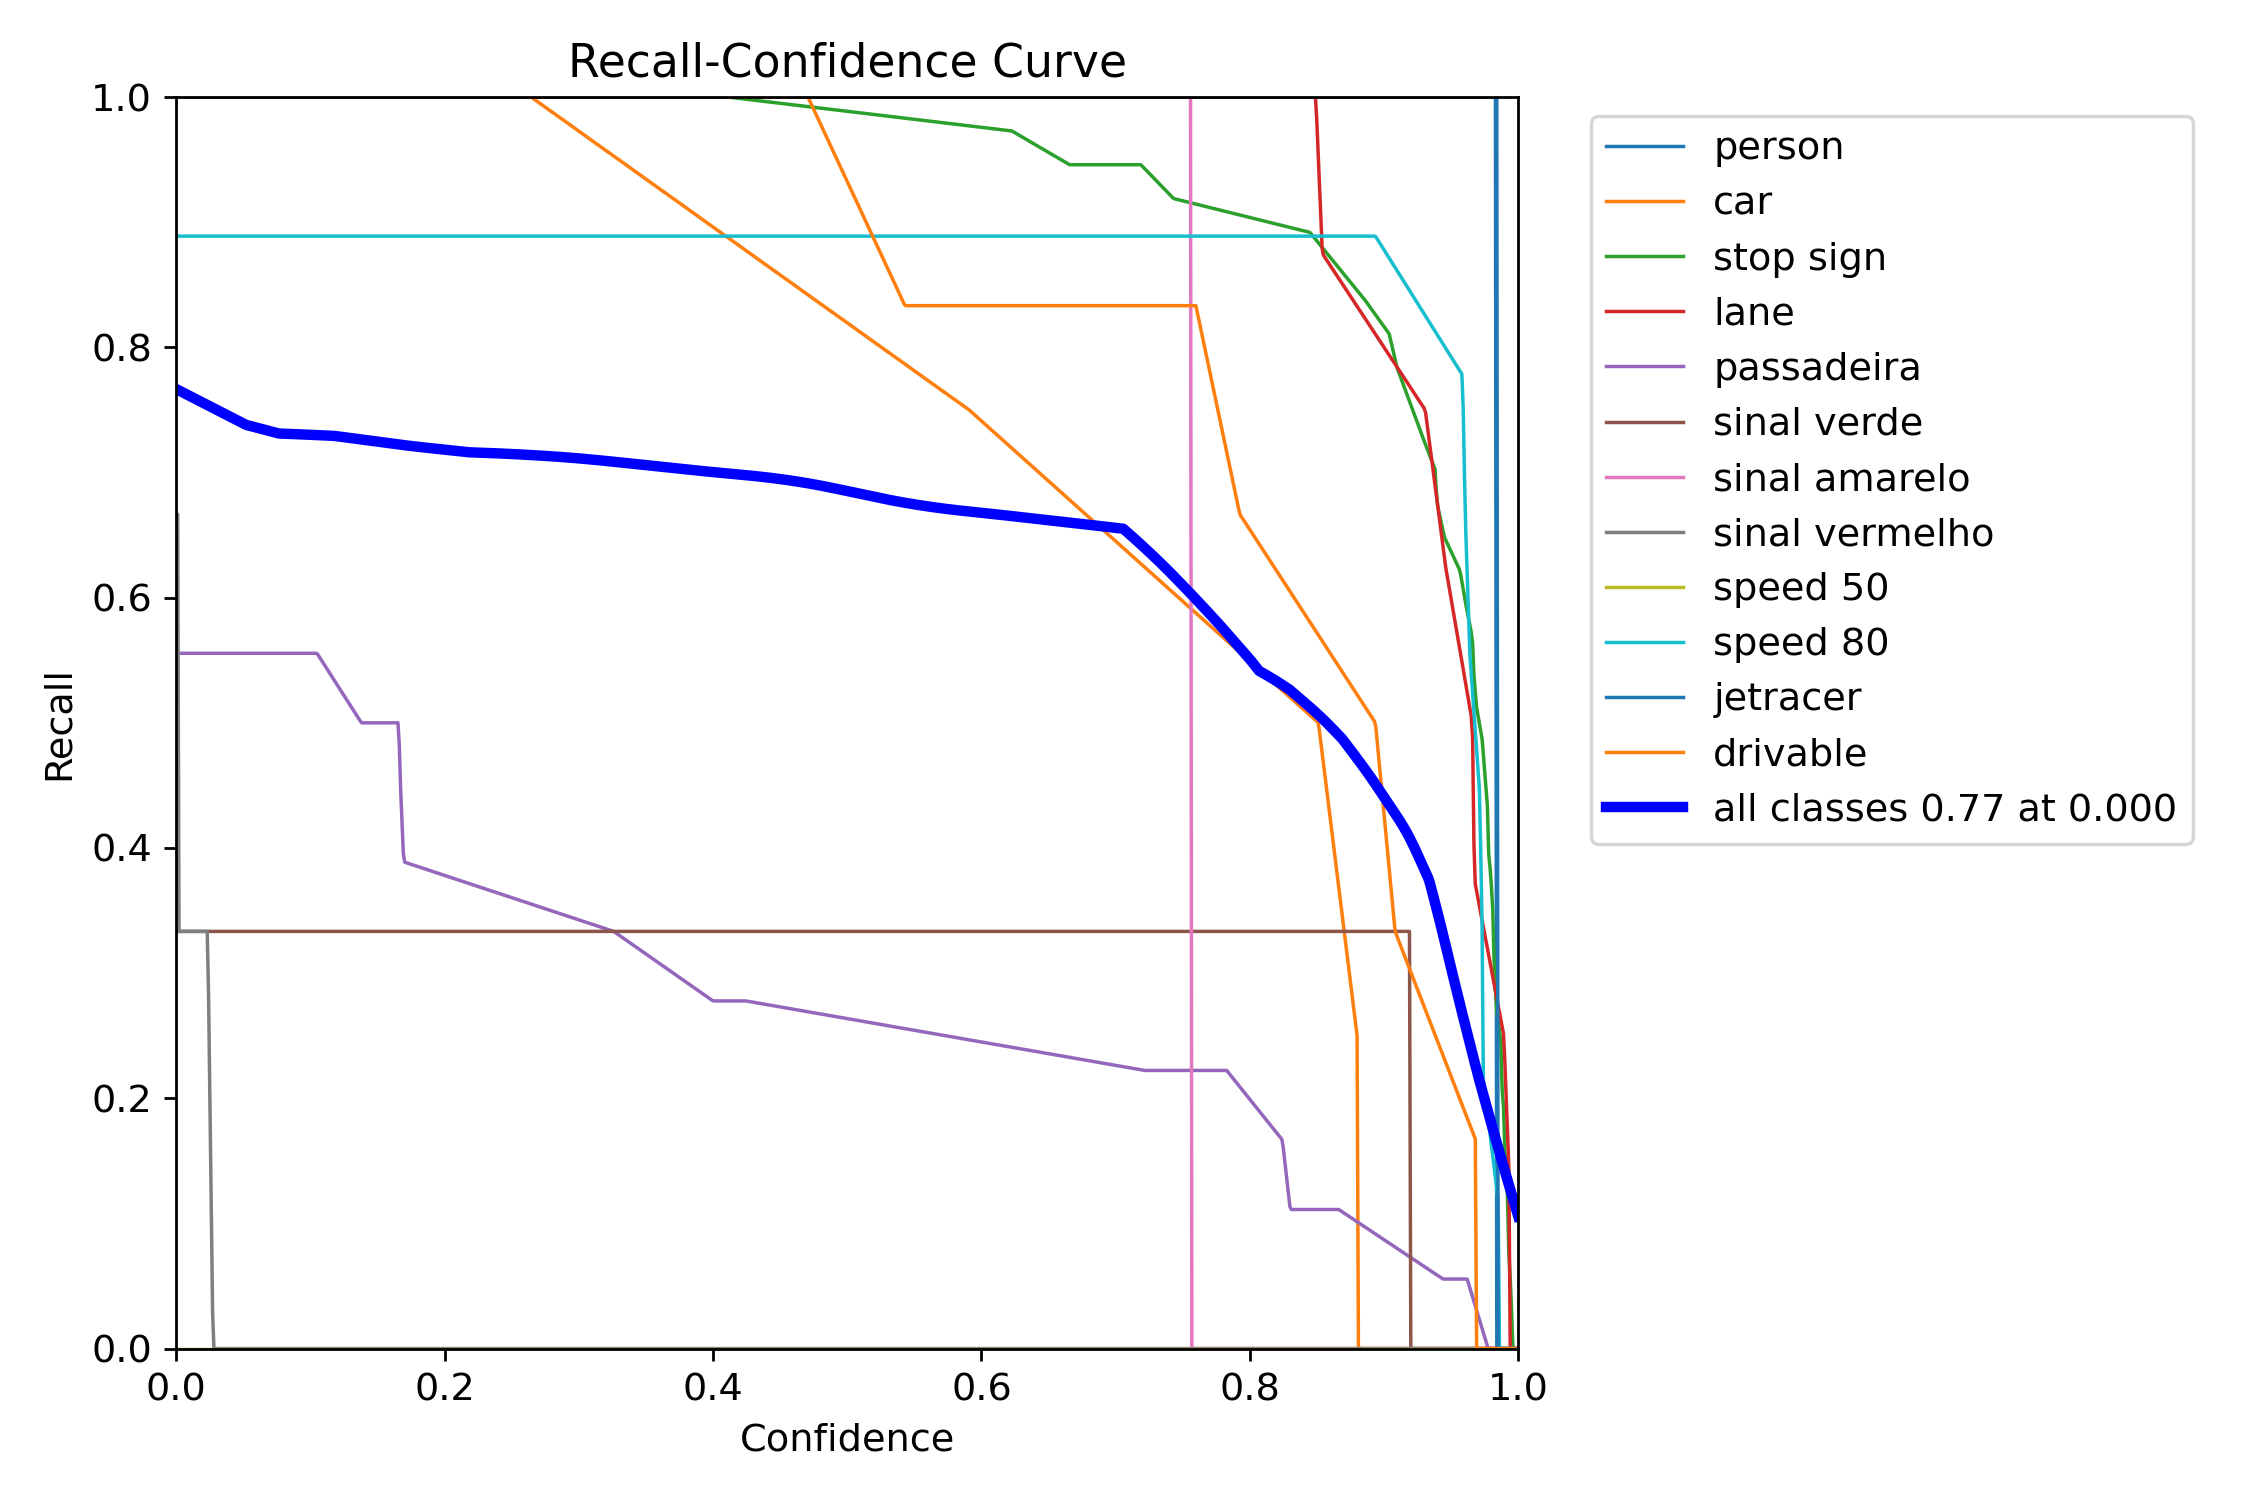 Recall-Confidence Curve
1.0
0.8
0.6
0.4
0.2
0.0
Recall
0.0 0.2 0.4 0.6 0.8 1.0
Confidence
person
car
stop sign
lane
passadeira
sinal verde
sinal amarelo
sinal vermelho
speed 50
speed 80
jetracer
drivable
all classes 0.77 at 0.000